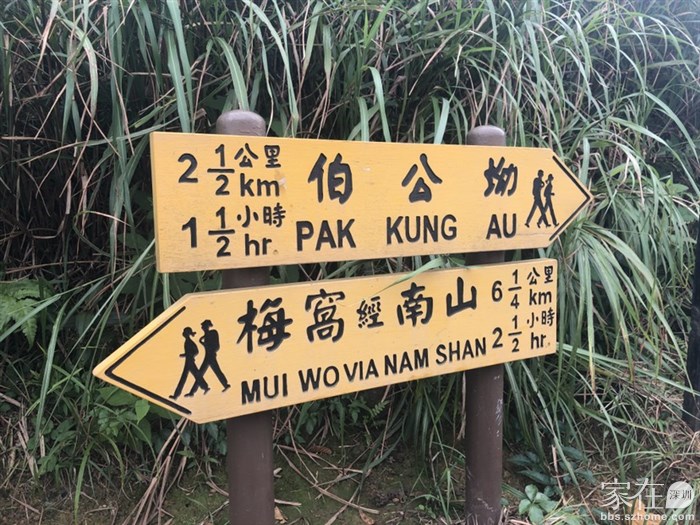 2 1/2 公里 km
1 1/2 小時 hr.
伯公坳
PAK KUNG AU
梅窩經南山
MUI WO VIA NAM SHAN
6 1/4 公里 km
2 1/2 小時 hr.
家在深圳
bbs.szhome.com